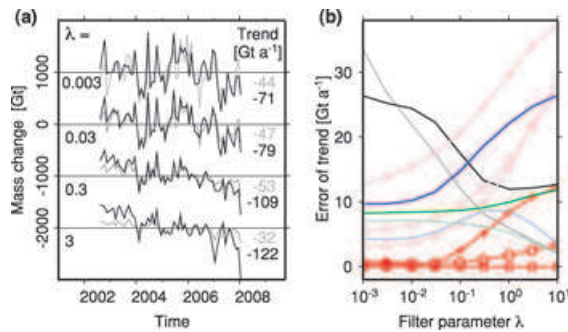 (a)
λ =
Trend
[Gt a⁻¹]
0.003
-44
-71
0.03
-47
-79
0.3
-53
-109
3
-32
-122
1000
0
-1000
-2000
Mass change [Gt]
2002 2004 2006 2008
Time
(b)
30
20
10
0
Error of trend [Gt a⁻¹]
10⁻³ 10⁻² 10⁻¹ 10⁰ 10¹
Filter parameter λ